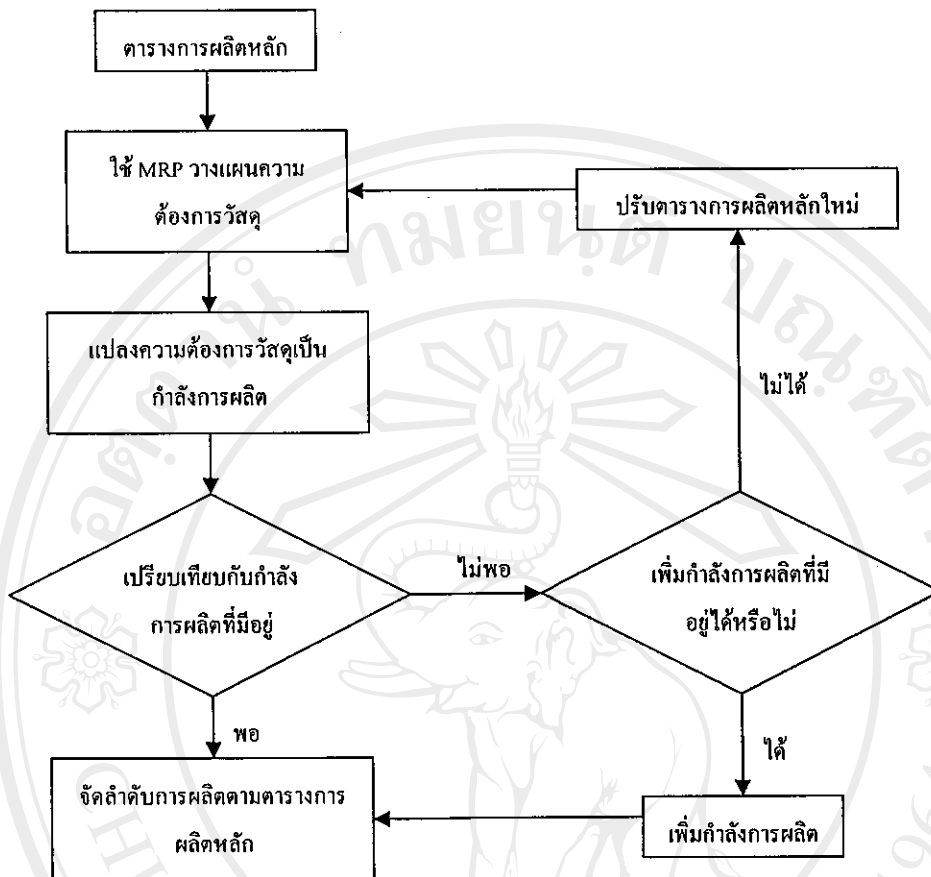 ตารางการผลิตหลัก
ใช้ MRP วางแผนความ
ต้องการวัสดุ
ปรับตารางการผลิตหลักใหม่
แปลงความต้องการวัสดุเป็น
กำลังการผลิต
ไม่ได้
เปรียบเทียบกับกำลัง
การผลิตที่มีอยู่
ไม่พอ
เพิ่มกำลังการผลิตที่มี
อยู่ได้หรือไม่
พอ
ได้
จัดลำดับการผลิตตามตารางการ
ผลิตหลัก
เพิ่มกำลังการผลิต